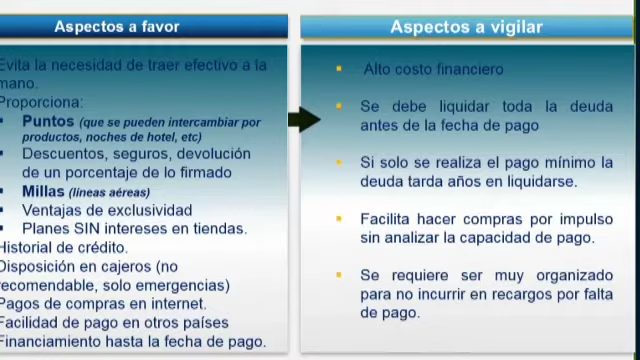 Aspectos a favor
Evita la necesidad de traer efectivo a la
mano.
Proporciona:
▪ Puntos (que se pueden intercambiar por
productos, noches de hotel, etc)
▪ Descuentos, seguros, devolución
de un porcentaje de lo firmado
▪ Millas (líneas aéreas)
▪ Ventajas de exclusividad
▪ Planes SIN intereses en tiendas.
Historial de crédito.
Disposición en cajeros (no
recomendable, solo emergencias)
Pagos de compras en internet.
Facilidad de pago en otros países
Financiamiento hasta la fecha de pago.
Aspectos a vigilar
▪ Alto costo financiero
▪ Se debe liquidar toda la deuda
antes de la fecha de pago
▪ Si solo se realiza el pago mínimo la
deuda tarda años en liquidarse.
▪ Facilita hacer compras por impulso
sin analizar la capacidad de pago.
▪ Se requiere ser muy organizado
para no incurrir en recargos por falta
de pago.